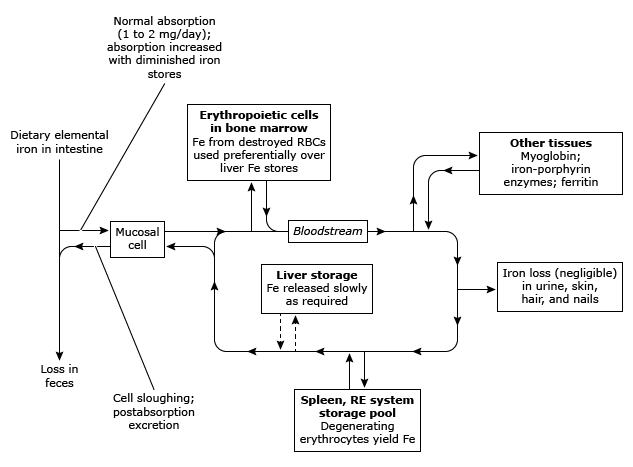 Normal absorption
(1 to 2 mg/day);
absorption increased
with diminished iron
stores
Erythropoietic cells
in bone marrow
Fe from destroyed RBCs
used preferentially over
liver Fe stores
Dietary elemental
iron in intestine
Other tissues
Myoglobin;
iron-porphyrin
enzymes; ferritin
Mucosal
cell
Bloodstream
Liver storage
Fe released slowly
as required
Iron loss (negligible)
in urine, skin,
hair, and nails
Loss in
feces
Cell sloughing;
postabsorption
excretion
Spleen, RE system
storage pool
Degenerating
erythrocytes yield Fe